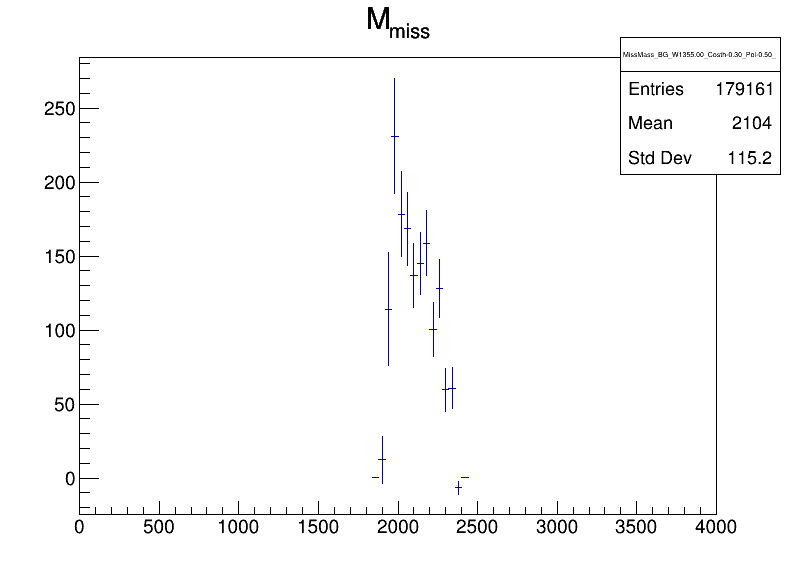 M_miss
MissMass_BG_W1355.00_Costh-0.30_Pol-0.50_
Entries 179161
Mean 2104
Std Dev 115.2
250
200
150
100
50
0
0 500 1000 1500 2000 2500 3000 3500 4000